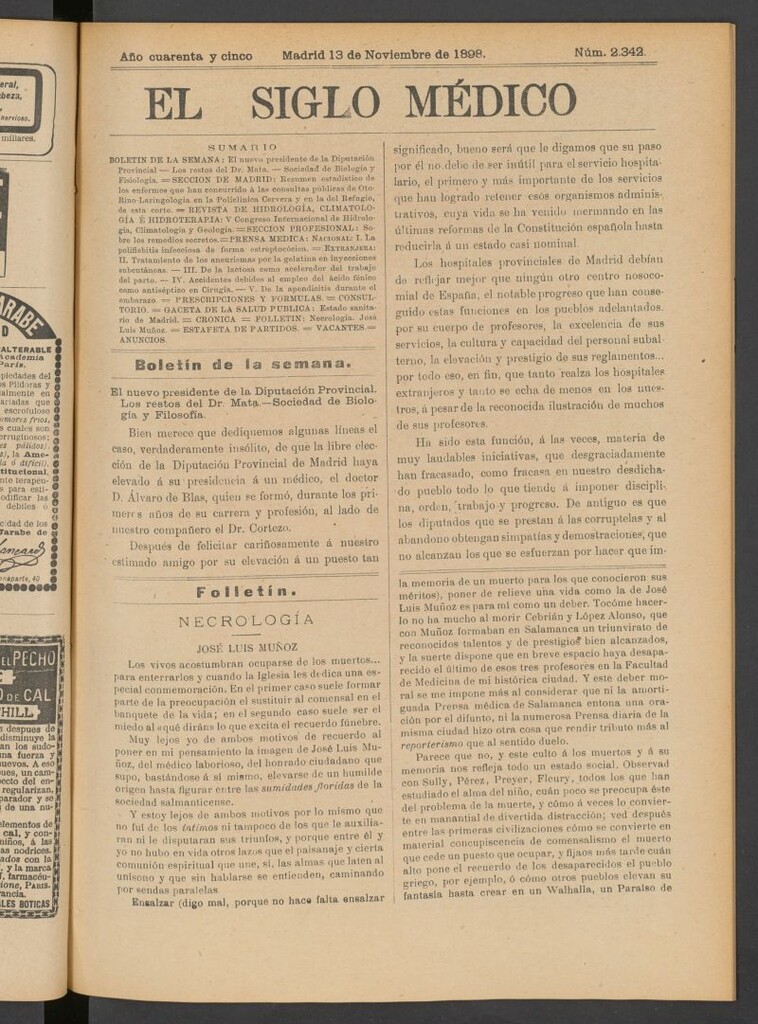 Año cuarenta y cinco Madrid 13 de Noviembre de 1898. Núm. 2.342.
EL SIGLO MÉDICO
SUMARIO
BOLETIN DE LA SEMANA: El nuevo presidente de la Diputación
Provincial — Los restos del Dr. Mata. — Sociedad de Biología y
Fisiología. = SECCION DE MADRID: Resumen estadístico de
los enfermos que han concurrido á las consultas públicas de Oto-
Rino-Laringología en la Policlínica Cervera y en la del Refugio,
de esta corte. = REVISTA DE HIDROLOGÍA, CLIMATOLO-
GÍA É HIDROTERAPIA: V Congreso Internacional de Hidrolo-
gía, Climatología y Geología. = SECCION PROFESIONAL: So-
bre los remedios secretos. = PRENSA MEDICA: NACIONAL: I. La
polifibitis infecciosa de forma estreptocócica. = EXTRANJERA:
II. Tratamiento de los aneurismas por la gelatina en inyecciones
subcutáneas. — III. De la lactosa como acelerador del trabajo
del parto. — IV. Accidentes debidos al empleo del ácido fénico
como antiséptico en Cirugía. — V. De la apendicitis durante el
embarazo. = PRESCRIPCIONES Y FORMULAS. = CONSUL-
TORIO. = GACETA DE LA SALUD PUBLICA: Estado sanita-
rio de Madrid. = CRONICA = FOLLETIN: Necrología. José
Luis Muñoz. = ESTAFETA DE PARTIDOS. = VACANTES. =
ANUNCIOS.
Boletín de la semana.
El nuevo presidente de la Diputación Provincial.
Los restos del Dr. Mata.—Sociedad de Biolo-
gía y Filosofía.
Bien merece que dediquemos algunas líneas el
caso, verdaderamente insólito, de que la libre elec-
ción de la Diputación Provincial de Madrid haya
elevado á su presidencia á un médico, el doctor
D. Álvaro de Blas, quien se formó, durante los pri-
meros años de su carrera y profesión, al lado de
nuestro compañero el Dr. Cortezo.
Después de felicitar cariñosamente á nuestro
estimado amigo por su elevación á un puesto tan
significado, bueno será que le digamos que su paso
por él no debe de ser inútil para el servicio hospita-
lario, el primero y más importante de los servicios
que han logrado retener esos organismos adminis-
trativos, cuya vida se ha venido mermando en las
últimas reformas de la Constitución española hasta
reducirla á un estado casi nominal.
Los hospitales provinciales de Madrid debían
de reflejar mejor que ningún otro centro nosoco-
mial de España, el notable progreso que han conse-
guido estas funciones en los pueblos adelantados.
por su cuerpo de profesores, la excelencia de sus
servicios, la cultura y capacidad del personal subal-
terno, la elevación y prestigio de sus reglamentos...
por todo eso, en fin, que tanto realza los hospitales
extranjeros y tanto se echa de menos en los nues-
tros, á pesar de la reconocida ilustración de muchos
de sus profesores.
Ha sido esta función, á las veces, materia de
muy laudables iniciativas, que desgraciadamente
han fracasado, como fracasa en nuestro desdicha-
do pueblo todo lo que tiende á imponer discipli-
na, orden, trabajo y progreso. De antiguo es que
los diputados que se prestan á las corruptelas y al
abandono obtengan simpatías y demostraciones, que
no alcanzan los que se esfuerzan por hacer que im-
Folletín.
NECROLOGÍA
JOSÉ LUIS MUÑOZ
Los vivos acostumbran ocuparse de los muertos...
para enterrarlos y cuando la Iglesia les dedica una es-
pecial conmemoración. En el primer caso suele formar
parte de la preocupación el sustituir al comensal en el
banquete de la vida; en el segundo caso suele ser el
miedo al qué dirán lo que excita el recuerdo fúnebre.
Muy lejos yo de ambos motivos de recuerdo al
poner en mi pensamiento la imagen de José Luis Mu-
ñoz, del médico laborioso, del honrado ciudadano que
supo, bastándose á sí mismo, elevarse de un humilde
origen hasta figurar entre las sumidades floridas de la
sociedad salmanticense.
Y estoy lejos de ambos motivos por lo mismo que
no fuí de los íntimos ni tampoco de los que le auxilia-
ran ni le disputaran sus triunfos, y porque entre él y
yo no hubo en vida otros lazos que el paisanaje y cierta
comunión espiritual que une, sí, las almas que laten al
unísono y que sin hablarse se entienden, caminando
por sendas paralelas
Ensalzar (digo mal, porque no hace falta ensalzar
la memoria de un muerto para los que conocieron sus
méritos), poner de relieve una vida como la de José
Luis Muñoz es para mí como un deber. Tocóme hacer-
lo no ha mucho al morir Cebrián y López Alonso, que
con Muñoz formaban en Salamanca un triunvirato de
reconocidos talentos y de prestigios bien alcanzados,
y la suerte dispone que en breve espacio haya desapa-
recido el último de esos tres profesores en la Facultad
de Medicina de mi histórica ciudad. Y este deber mo-
ral se me impone más al considerar que ni la amorti-
guada Prensa médica de Salamanca entona una ora-
ción por el difunto, ni la numerosa Prensa diaria de la
misma ciudad hizo otra cosa que rendir tributo más al
reporterismo que al sentido duelo.
Parece que no, y este culto á los muertos y á su
memoria nos refleja todo un estado social. Observad
con Sully, Pérez, Preyer, Fleury, todos los que han
estudiado el alma del niño, cuán poco se preocupa éste
del problema de la muerte, y cómo á veces lo convier-
te en manantial de divertida distracción; ved después
entre las primeras civilizaciones cómo se convierte en
material concupiscencia de comensalismo el muerto
que cede un puesto que ocupar, y fijaos más tarde cuán
alto pone el recuerdo de los desaparecidos el pueblo
griego, por ejemplo, ó cómo otros pueblos elevan su
fantasía hasta crear en un Walhalla, un Paraíso de